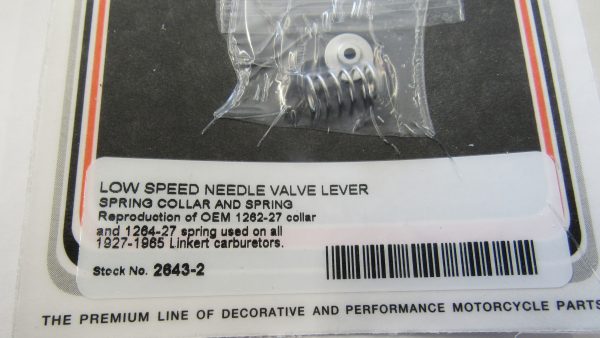 LOW SPEED NEEDLE VALVE LEVER
SPRING COLLAR AND SPRING
Reproduction of OEM 1262-27 collar
and 1264-27 spring used on all
1927-1965 Linkert carburetors.
Stock No. 2643-2
THE PREMIUM LINE OF DECORATIVE AND PERFORMANCE MOTORCYCLE PARTS